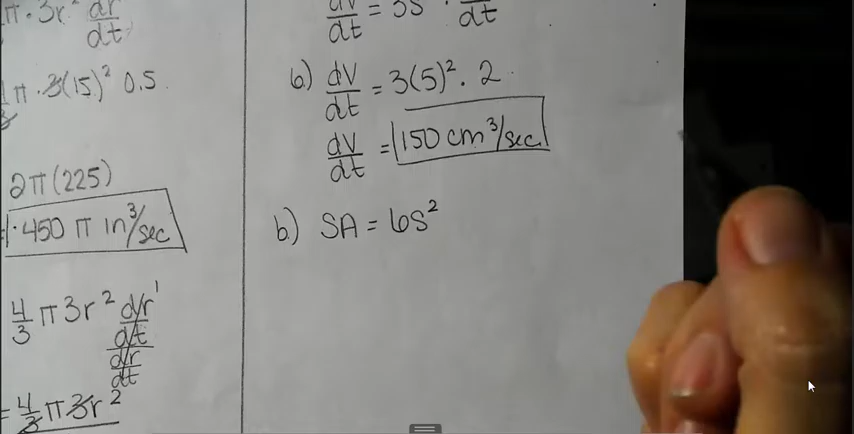 π · 3r² dr/dt
π · 3(15)² 0.5
2π(225)
450 π in³/sec
4/3 π 3r² dr/dt
dr/dt
= 4/3 π 3r²
dV/dt = 3S · /dt
b.) dV/dt = 3(5)² · 2
dV/dt = 150 cm³/sec
b.) SA = 6S²